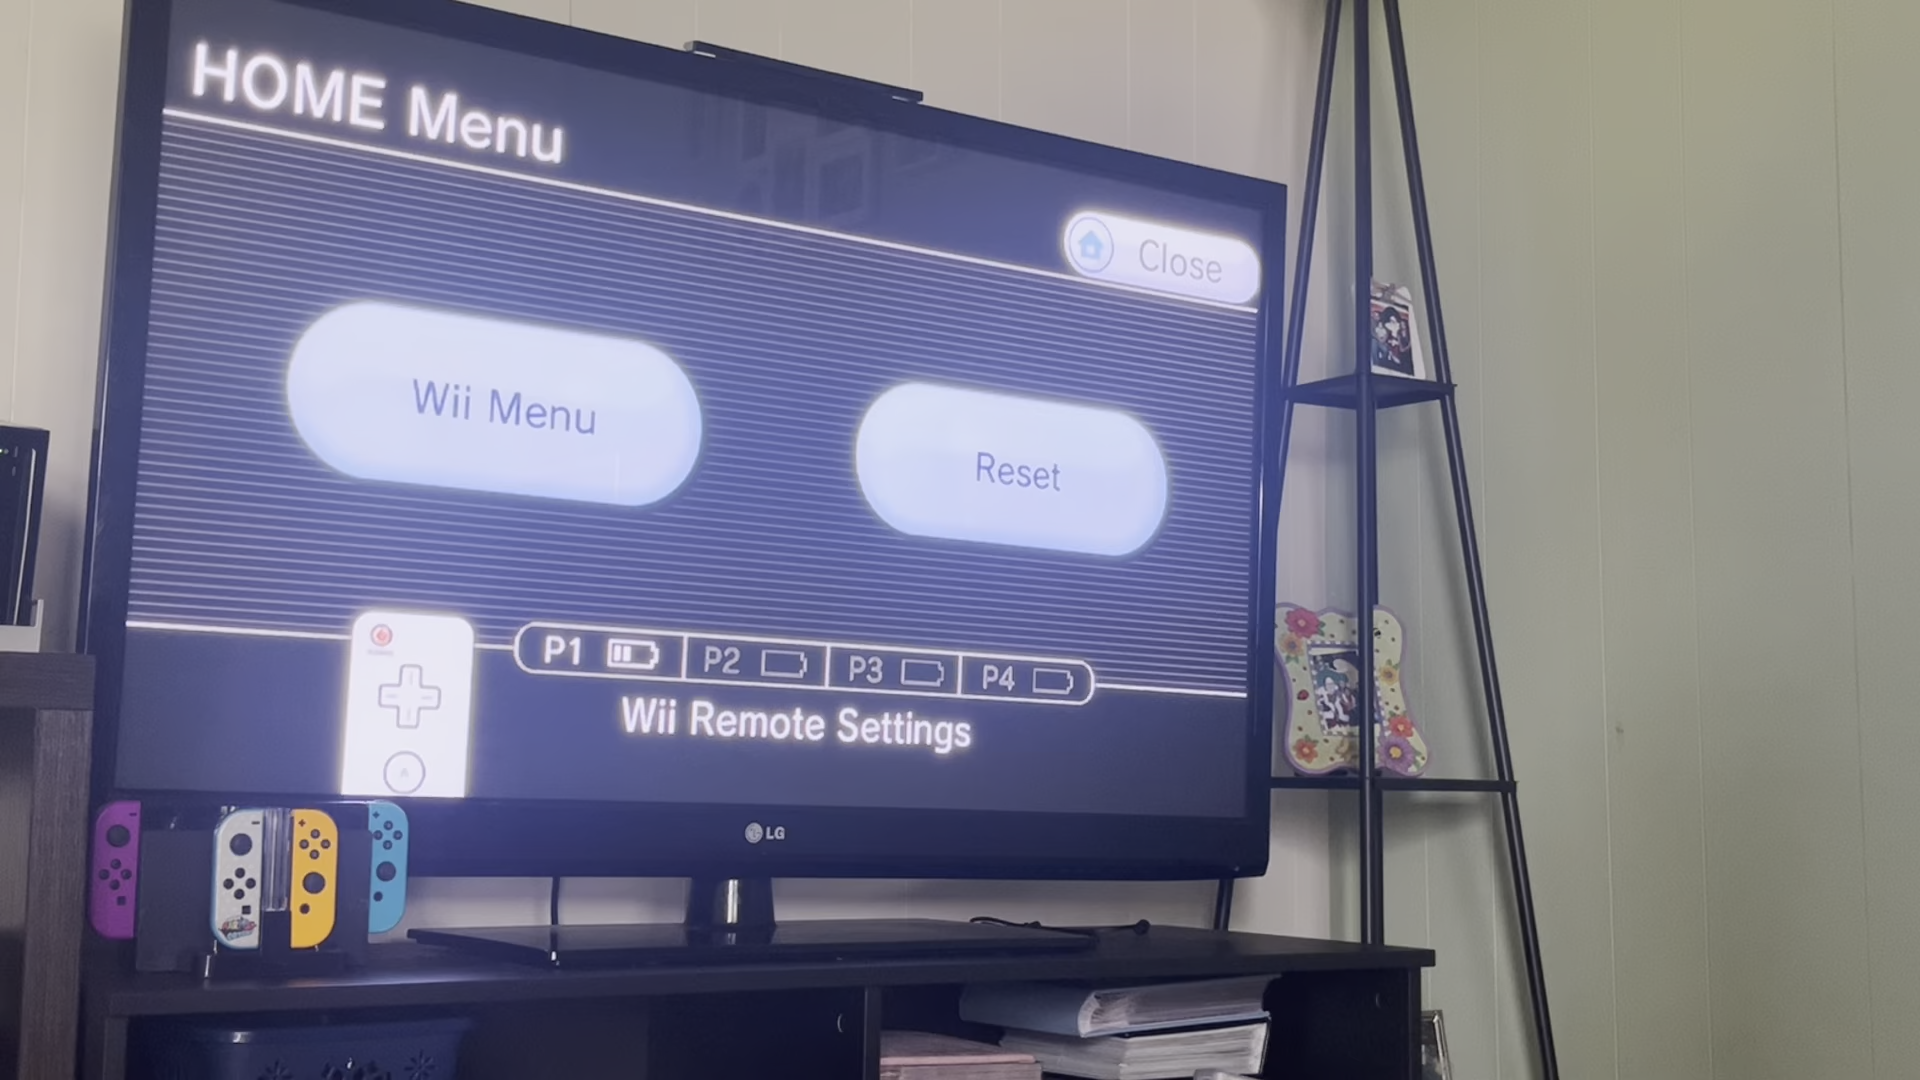 HOME Menu
Close
Wii Menu
Reset
P1 P2 P3 P4
Wii Remote Settings
A
LG